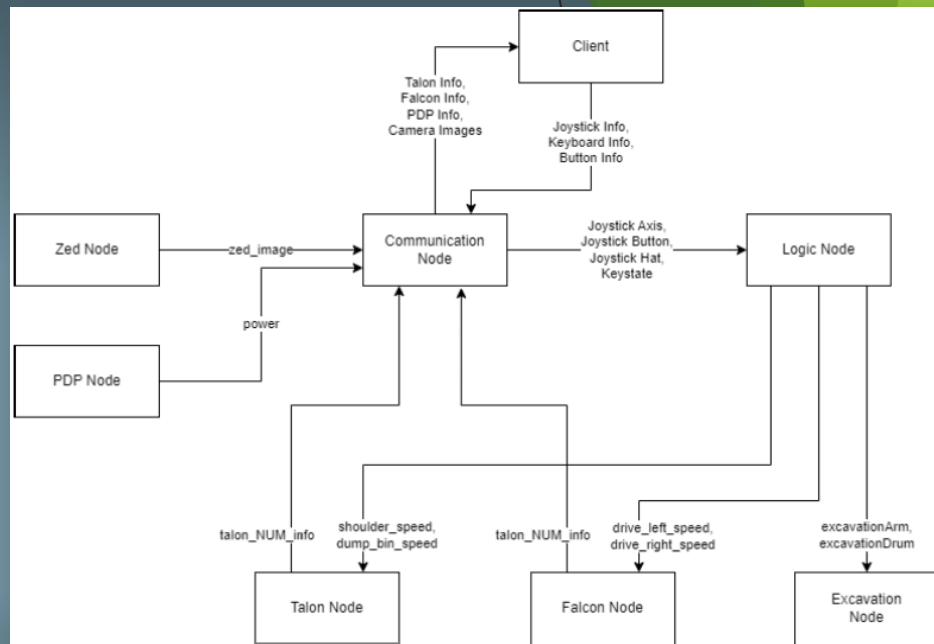 Client
Talon Info,
Falcon Info,
PDP Info,
Camera Images
Joystick Info,
Keyboard Info,
Button Info
Zed Node
zed_image
Communication
Node
Joystick Axis,
Joystick Button,
Joystick Hat,
Keystate
Logic Node
power
PDP Node
talon_NUM_info
shoulder_speed,
dump_bin_speed
talon_NUM_info
drive_left_speed,
drive_right_speed
excavationArm,
excavationDrum
Talon Node
Falcon Node
Excavation
Node